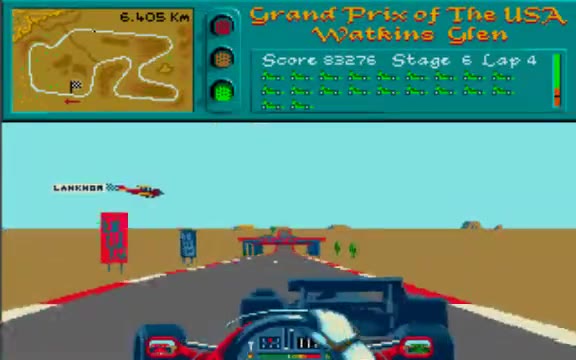 6.405 Km
Grand Prix of The USA
Watkins Glen
Score 83276 Stage 6 Lap 4
LANKHOR